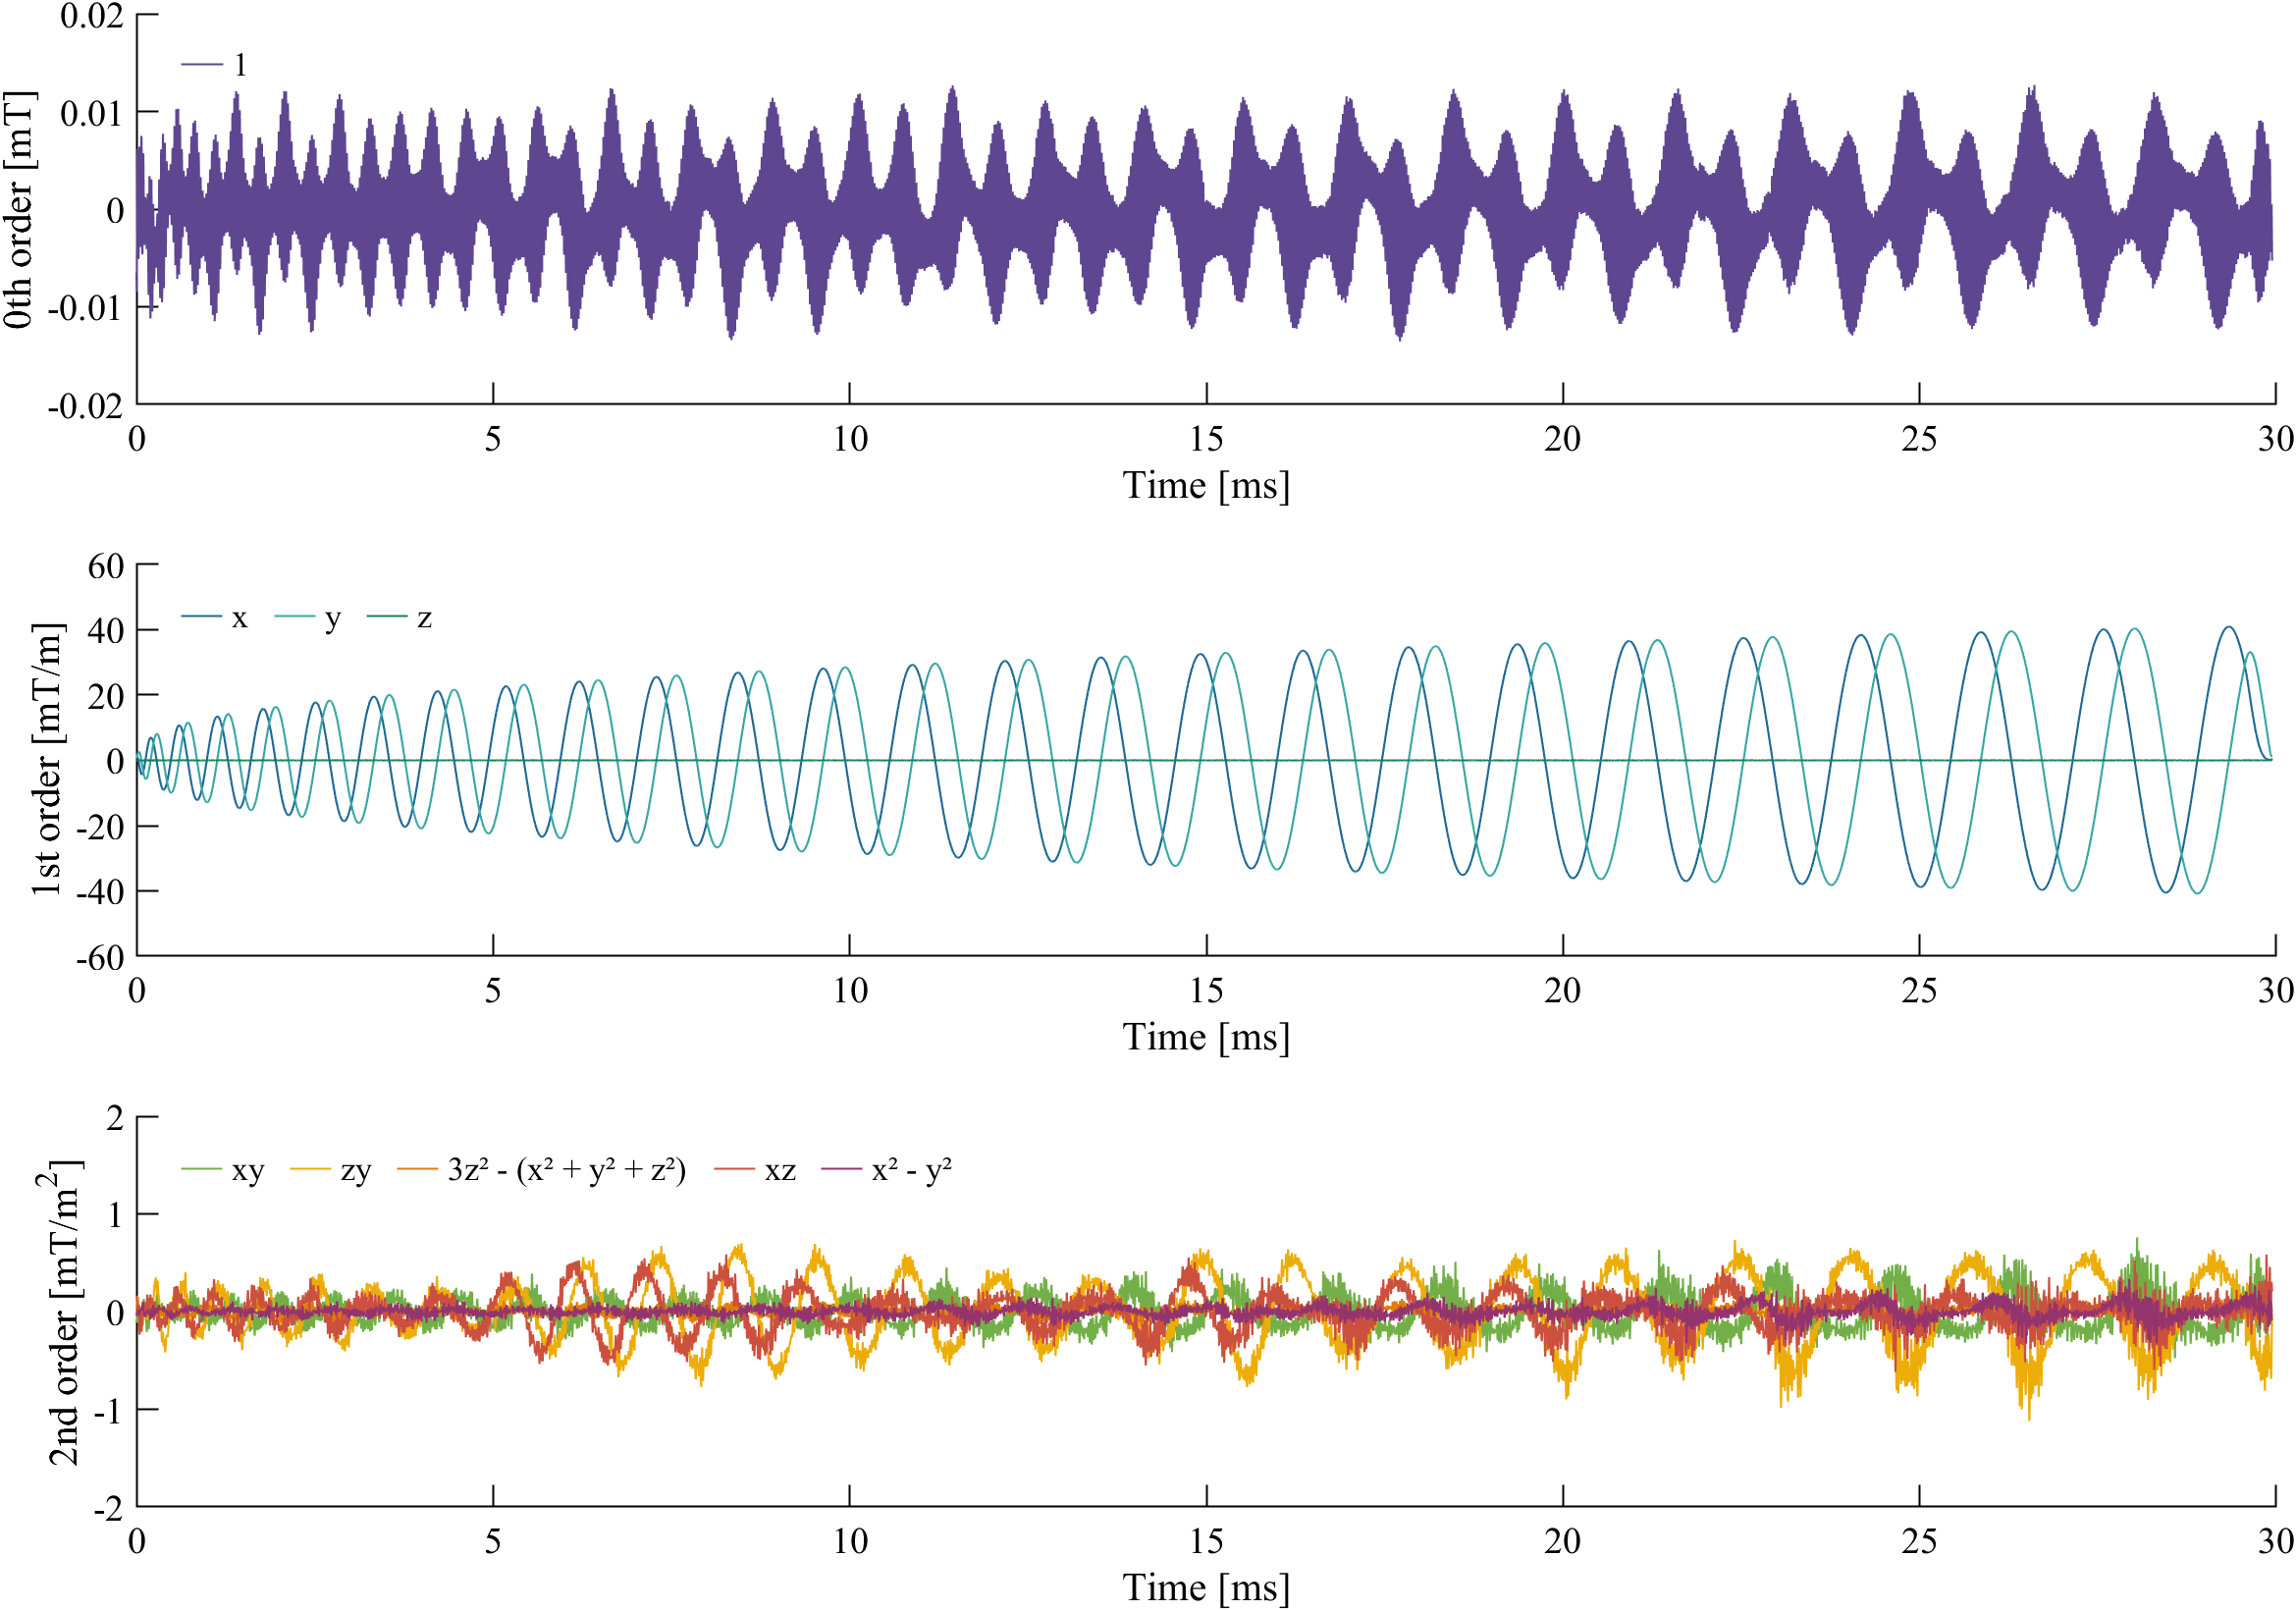 0.02
0.01
0
-0.01
-0.02
0th order [mT]
1
0 5 10 15 20 25 30
Time [ms]
60
40
20
0
-20
-40
-60
1st order [mT/m]
x y z
0 5 10 15 20 25 30
Time [ms]
2
1
0
-1
-2
2nd order [mT/m²]
xy zy 3z² - (x² + y² + z²) xz x² - y²
0 5 10 15 20 25 30
Time [ms]